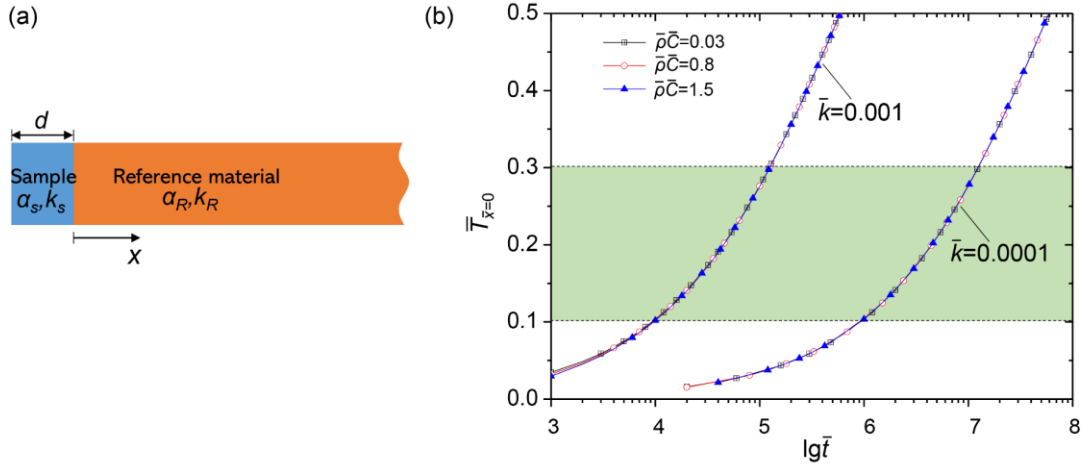 (a)
d
Sample
αs,kS
Reference material
αR,kR
x
(b)
0.5
0.4
0.3
0.2
0.1
0.0
T̿x̄=0
ρ̄C̄=0.03
ρ̄C̄=0.8
ρ̄C̄=1.5
k̄=0.001
k̄=0.0001
3 4 5 6 7 8
lgt̄